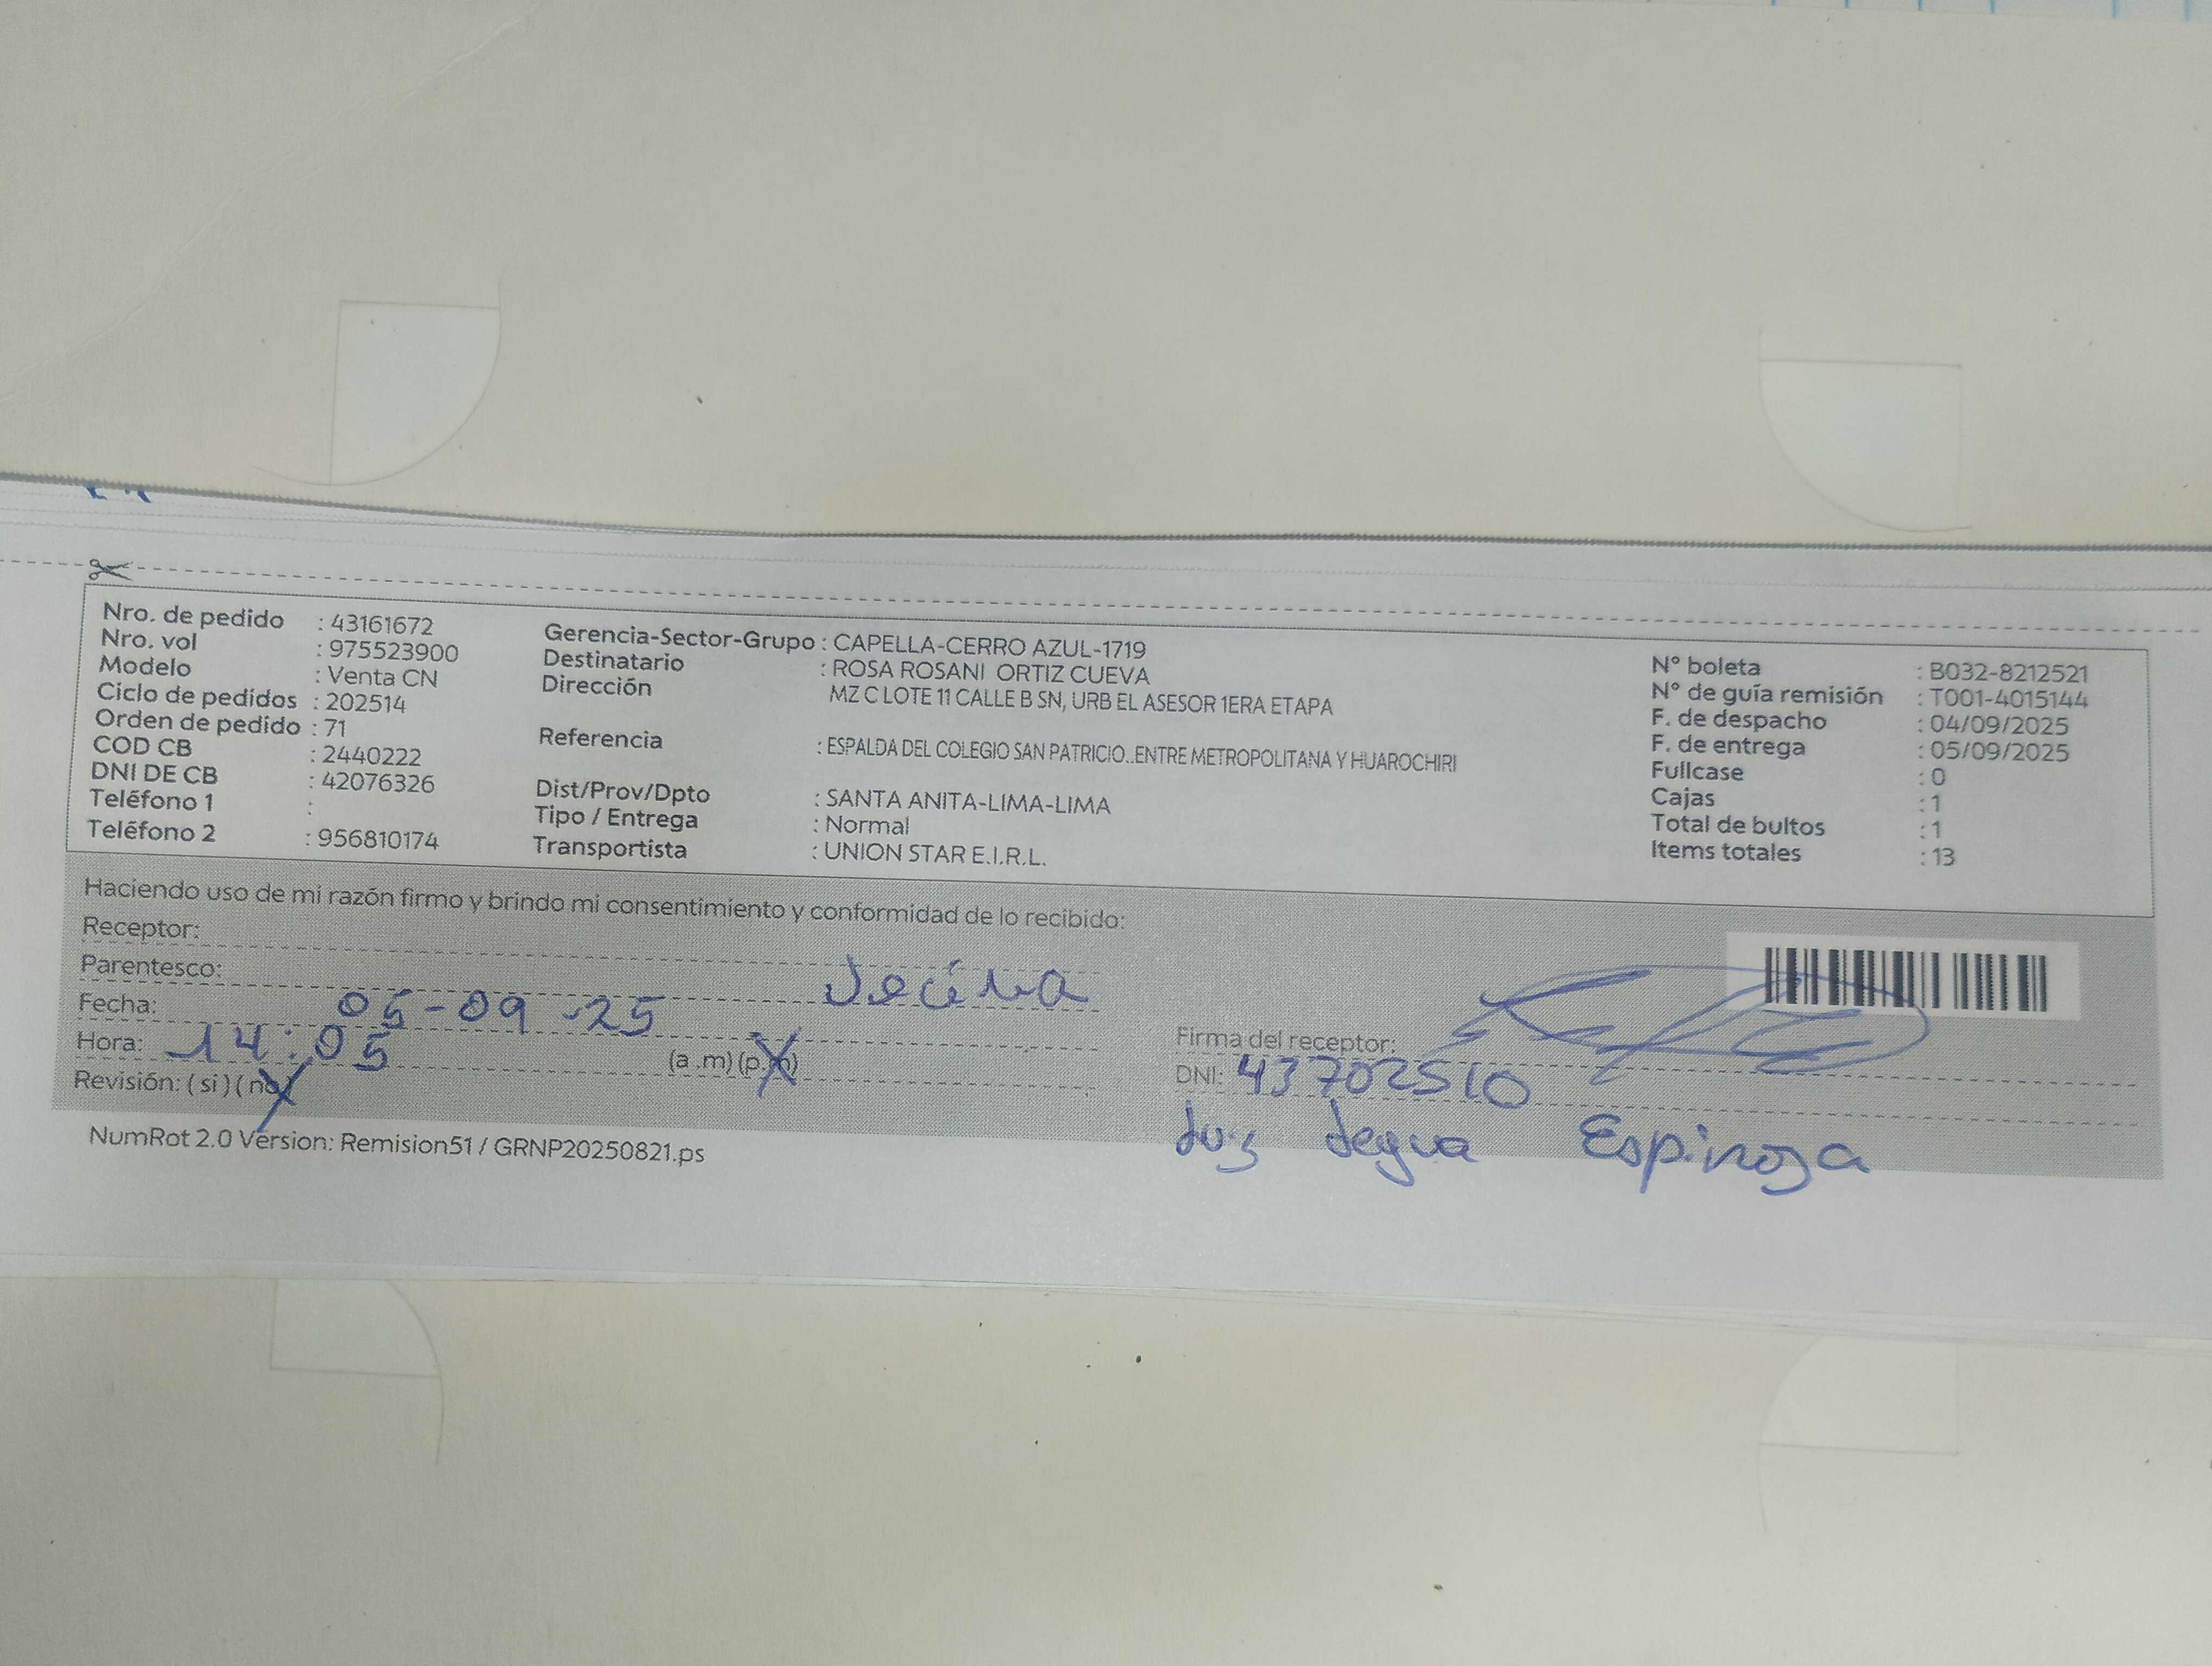 Nro. de pedido : 43161672
Nro. vol : 975523900
Modelo : Venta CN
Ciclo de pedidos : 202514
Orden de pedido : 71
COD CB : 2440222
DNI DE CB : 42076326
Teléfono 1 :
Teléfono 2 : 956810174
Gerencia-Sector-Grupo : CAPELLA-CERRO AZUL-1719
Destinatario : ROSA ROSANI ORTIZ CUEVA
Dirección MZ C LOTE 11 CALLE B SN, URB EL ASESOR 1ERA ETAPA
Referencia : ESPALDA DEL COLEGIO SAN PATRICIO..ENTRE METROPOLITANA Y HUAROCHIRI
Dist/Prov/Dpto : SANTA ANITA-LIMA-LIMA
Tipo / Entrega : Normal
Transportista : UNION STAR E.I.R.L.
N° boleta : B032-8212521
N° de guía remisión : T001-4015144
F. de despacho : 04/09/2025
F. de entrega : 05/09/2025
Fullcase : 0
Cajas : 1
Total de bultos : 1
Items totales : 13
Haciendo uso de mi razón firmo y brindo mi consentimiento y conformidad de lo recibido:
Receptor:
Parentesco: Vecina
Fecha: 05-09-25
Hora: 14:05 (a .m) (p.m)
Revisión: (si) (no)
Firma del receptor:
DNI: 43702510
Espinoza
NumRot 2.0 Version: Remision51 / GRNP20250821.ps